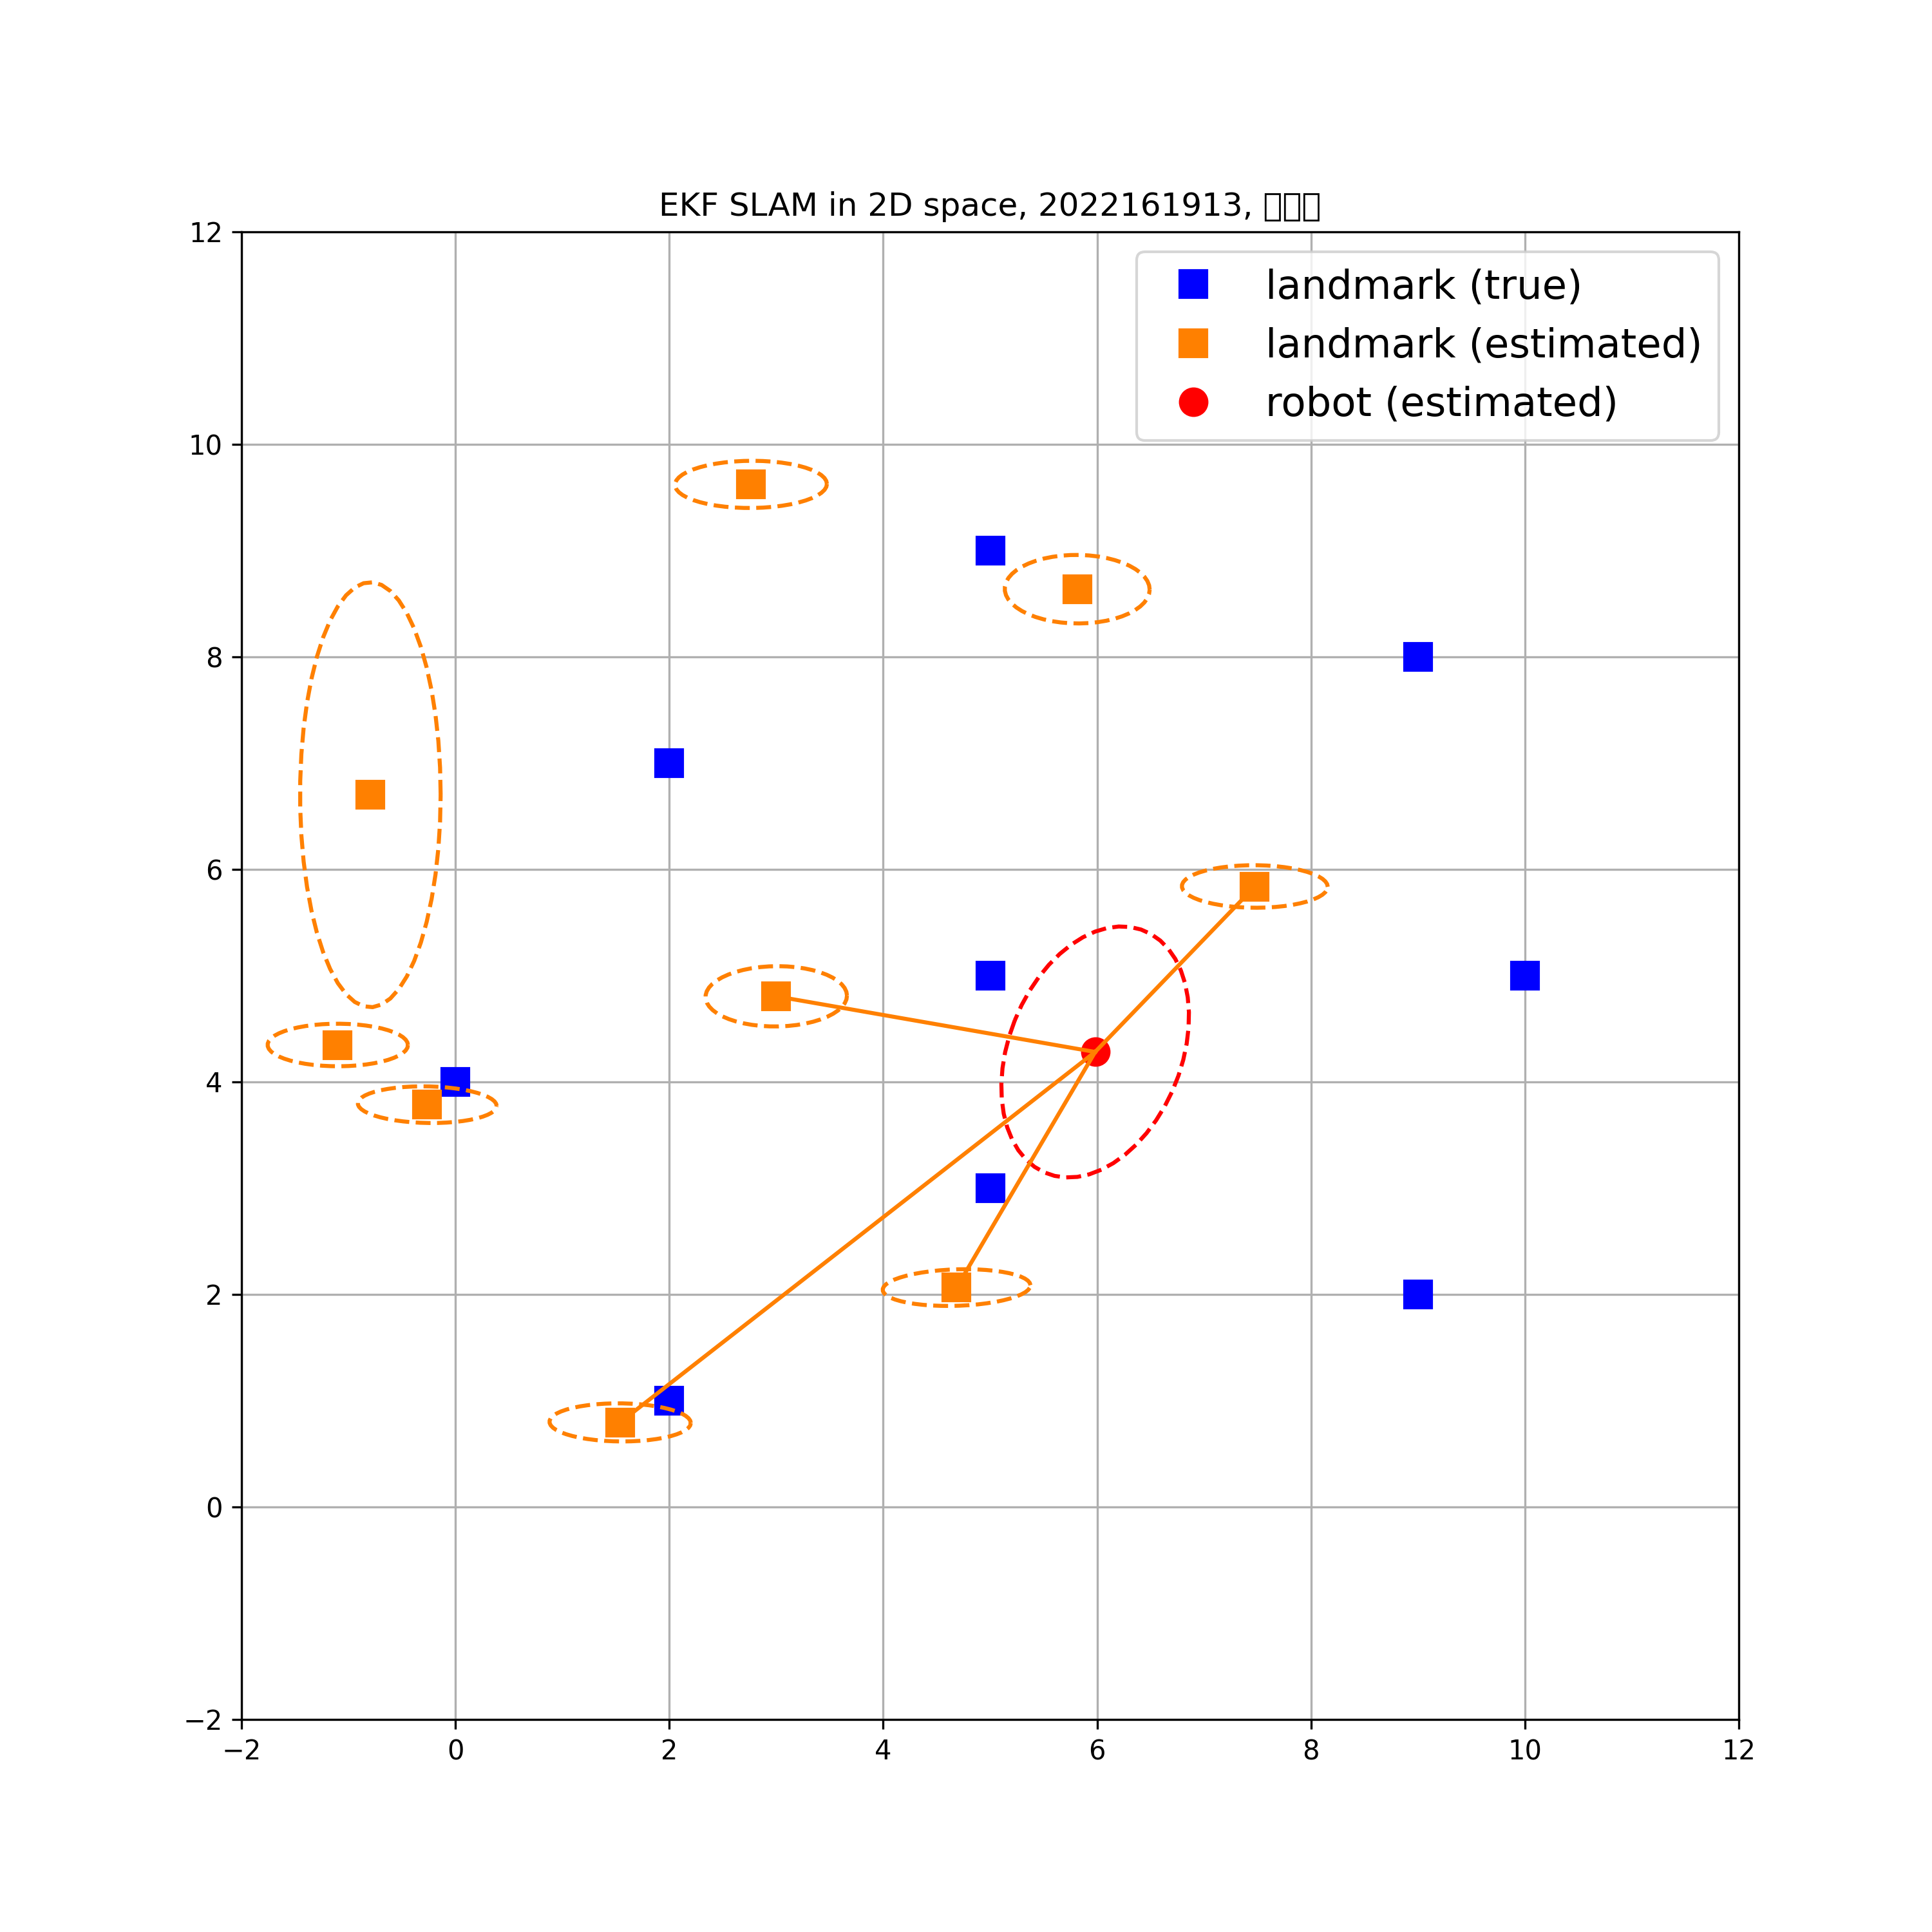 EKF SLAM in 2D space, 2022161913,
landmark (true)
landmark (estimated)
robot (estimated)
12
10
8
6
4
2
0
−2
−2 0 2 4 6 8 10 12